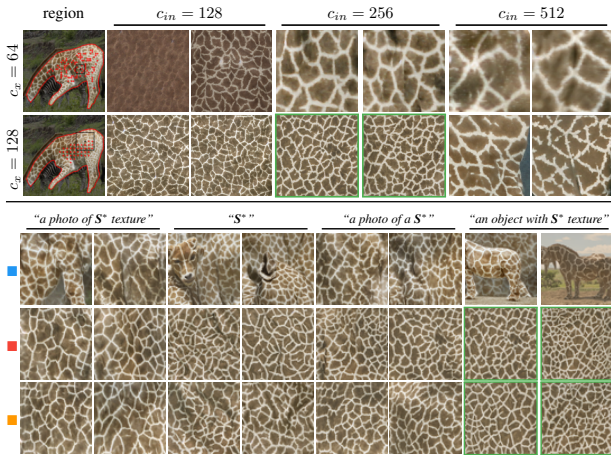 region
c_in = 128
c_in = 256
c_in = 512
c_x = 64
c_x = 128
“a photo of S* texture”
“S*”
“a photo of a S*”
“an object with S* texture”